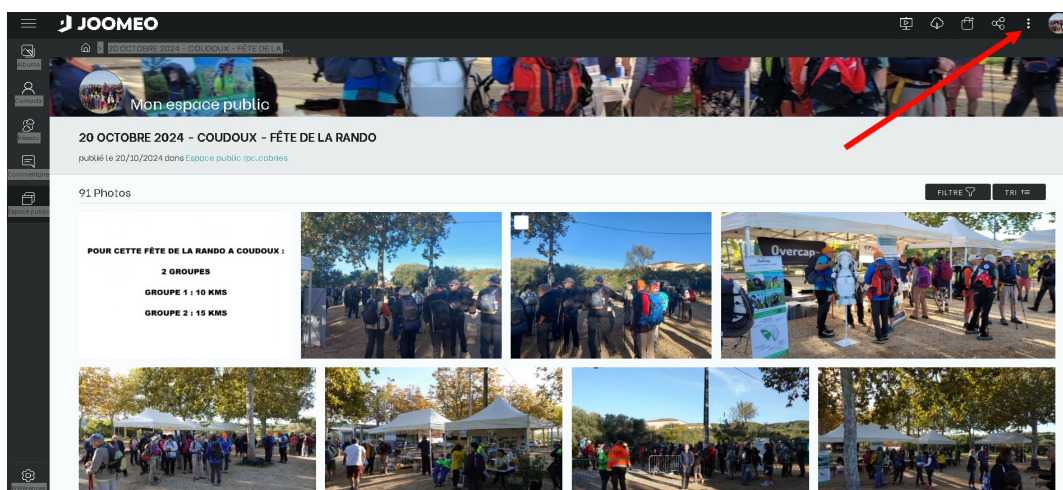 JOOMEO
> 20 OCTOBRE 2024 - COUDOUX - FÊTE DE LA ...
Albums
Contacts
Commentaire
Espace public
Préférences
Mon espace public
20 OCTOBRE 2024 - COUDOUX - FÊTE DE LA RANDO
publié le 20/10/2024 dans Espace public rpc.cabries
91 Photos
FILTRE
TRI
POUR CETTE FÊTE DE LA RANDO A COUDOUX :
2 GROUPES
GROUPE 1 : 10 KMS
GROUPE 2 : 15 KMS
Overcap